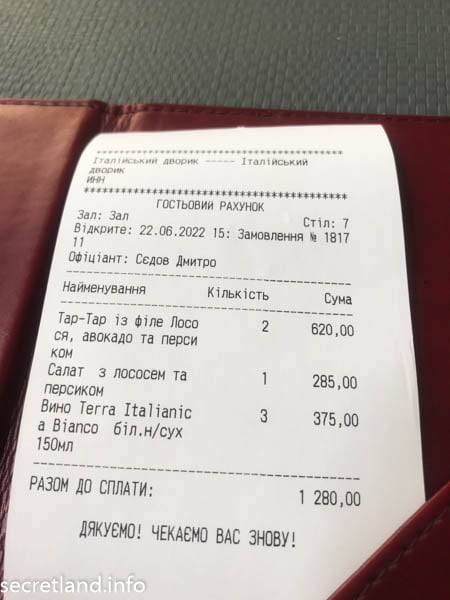 ************************************
Італійський дворик ----- Італійський
дворик
ИНН
************************************
ГОСТЬОВИЙ РАХУНОК
Зал: Зал Стіл: 7
Відкрите: 22.06.2022 15: Замовлення № 1817
11
Офіціант: Сєдов Дмитро
Найменування Кількість Сума
Тар-Тар із філе Лосо 2 620,00
ся, авокадо та перси
ком
Салат з лососем та 1 285,00
персиком
Вино Terra Italianic 3 375,00
a Bianco біл.н/сух
150мл
РАЗОМ ДО СПЛАТИ: 1 280,00
ДЯКУЄМО! ЧЕКАЄМО ВАС ЗНОВУ!
secretland.info